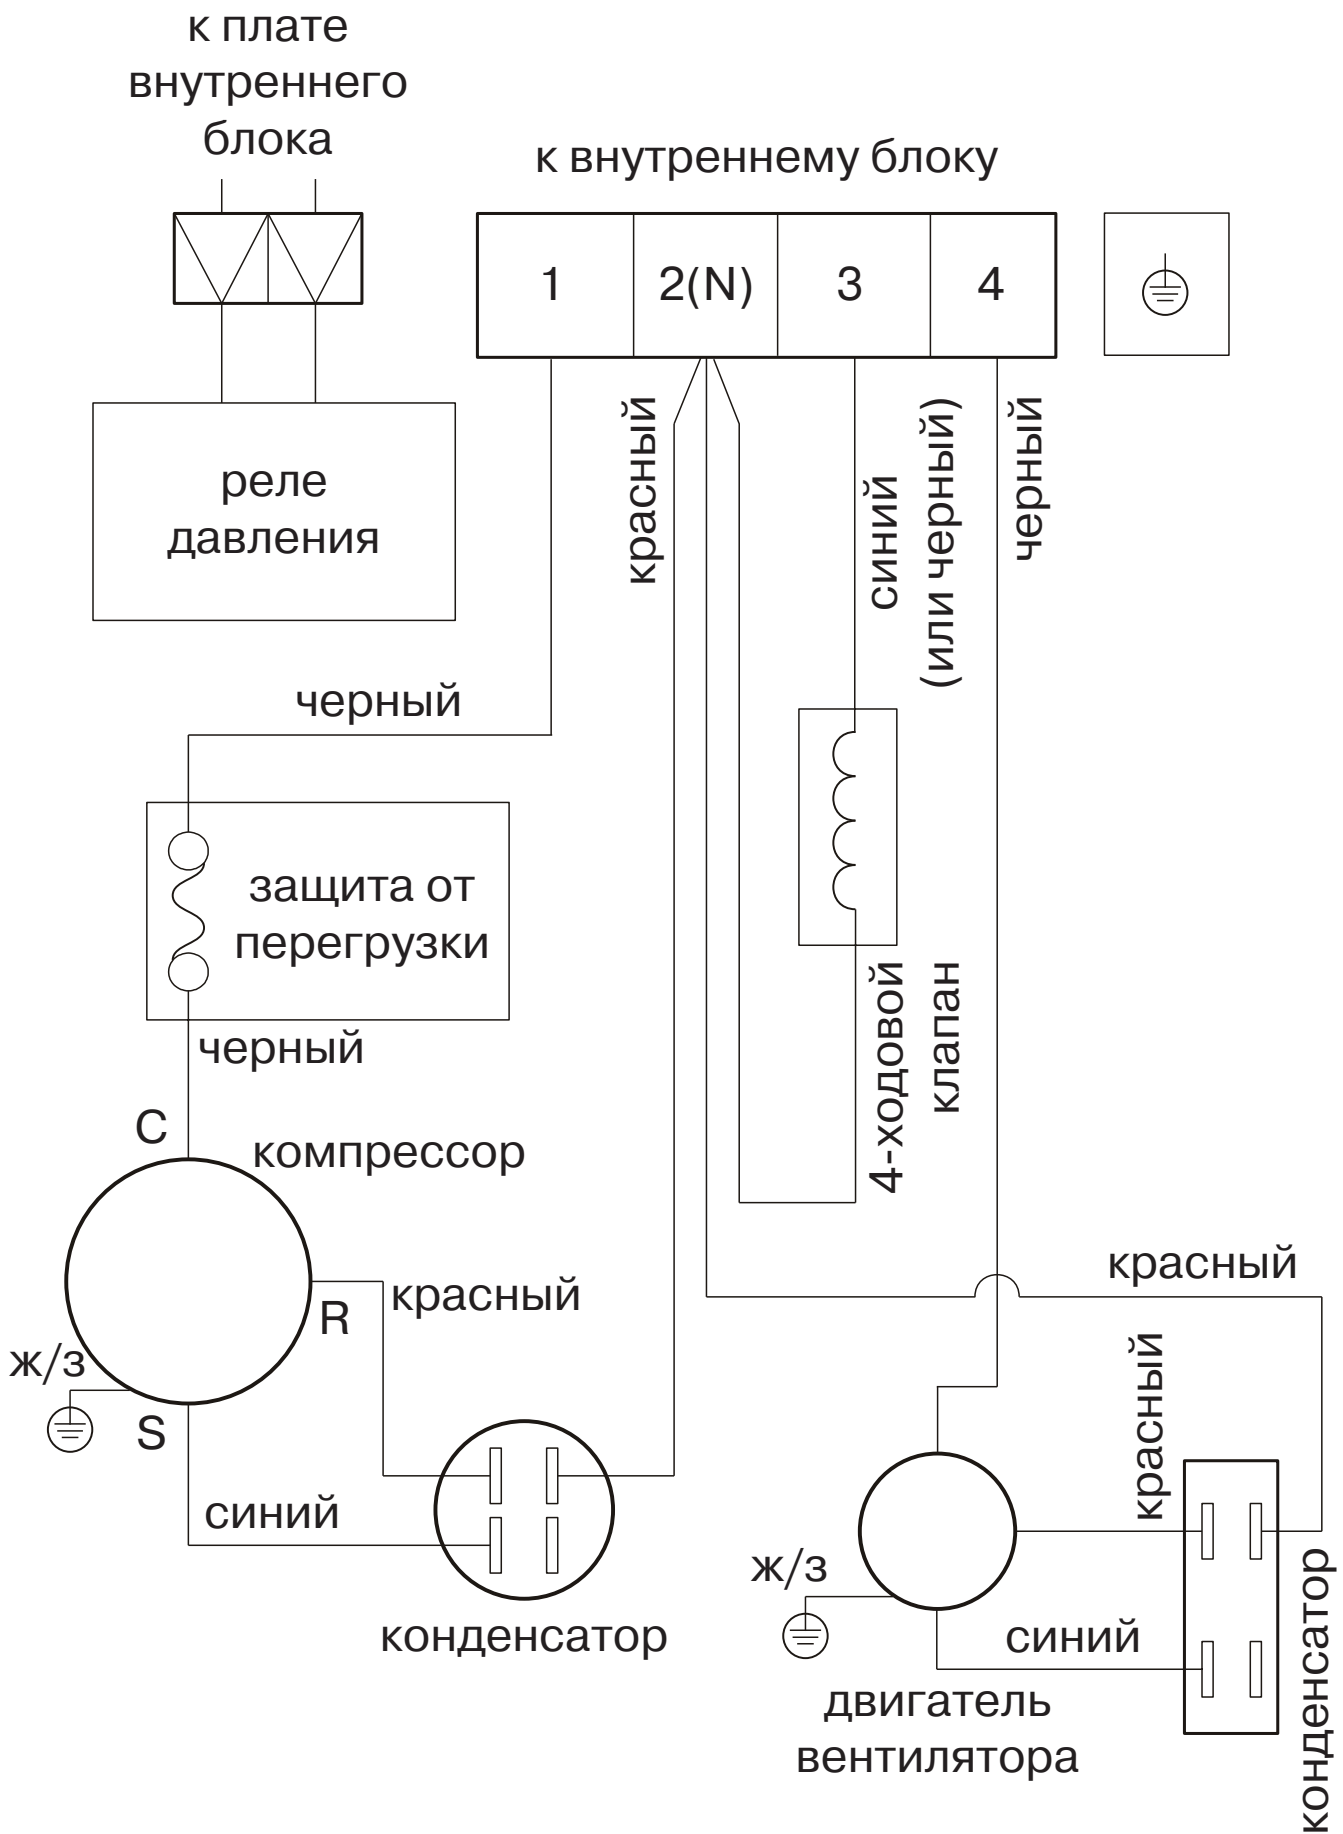 к плате
внутреннего
блока
к внутреннему блоку
1
2(N)
3
4
реле
давления
красный
синий
(или черный)
черный
черный
защита от
перегрузки
черный
4-ходовой
клапан
C
компрессор
красный
R
красный
ж/з
S
синий
красный
конденсатор
ж/з
синий
конденсатор
двигатель
вентилятора